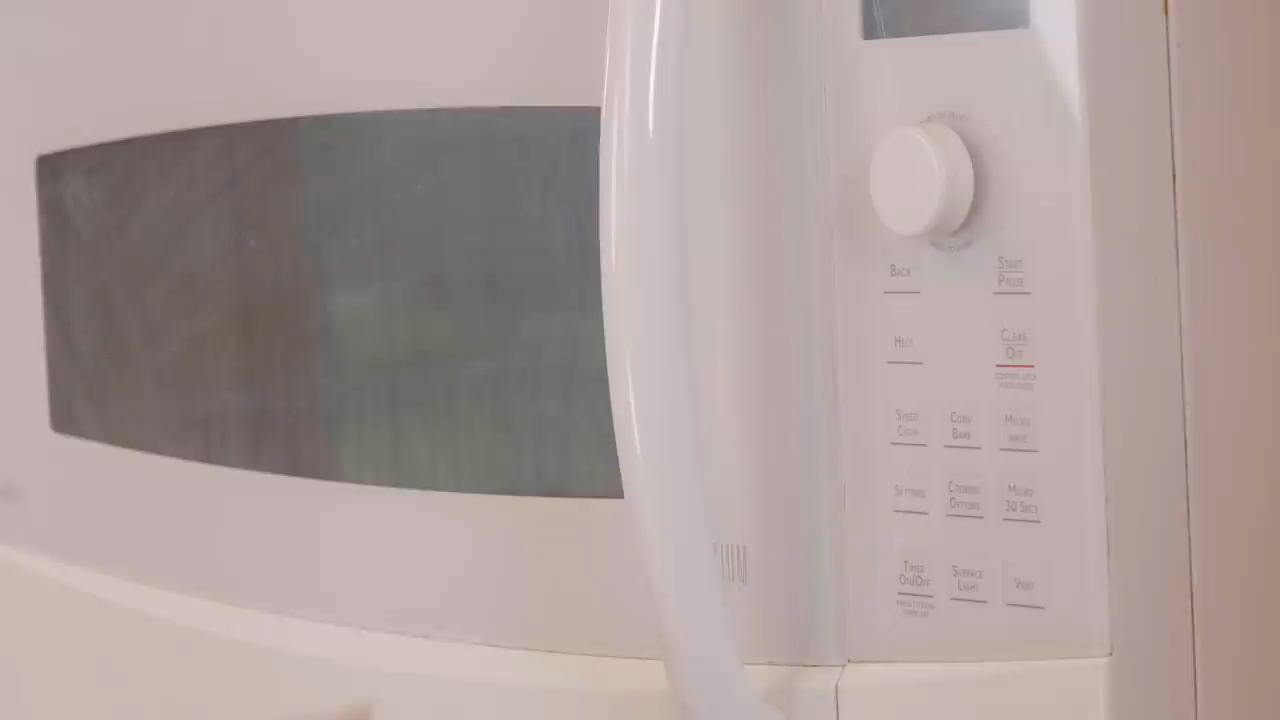 BACK
START
PAUSE
HELP
CLEAR
OFF
SPEED
COOK
CONV
BAKE
MICRO
WAVE
SETTINGS
COOKING
OPTIONS
MICRO
30 SECS
TIMER
ON/OFF
SURFACE
LIGHT
VENT